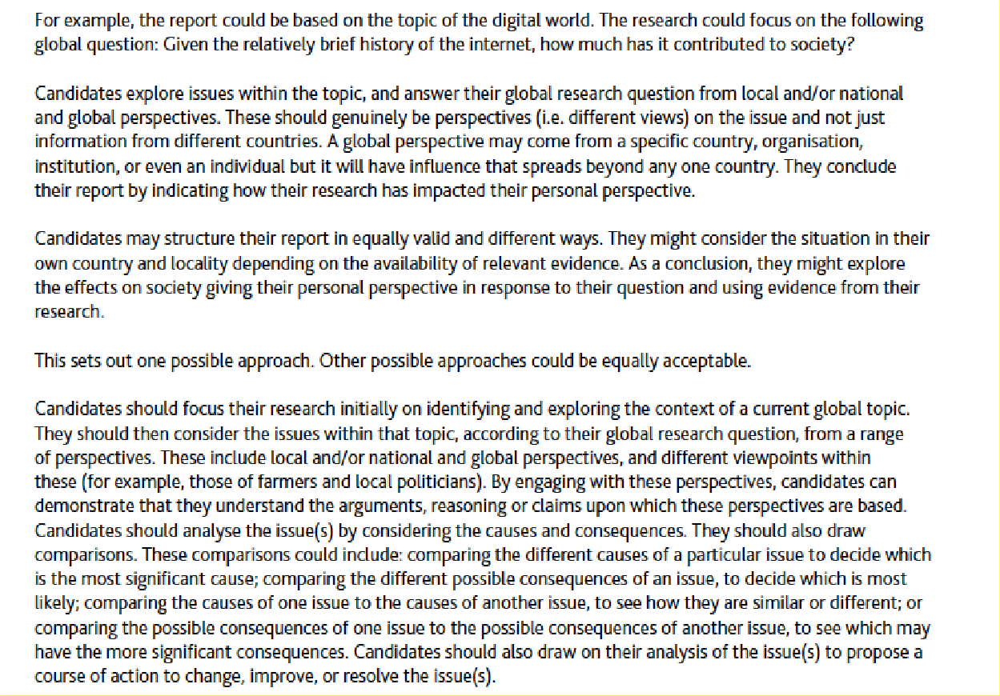 For example, the report could be based on the topic of the digital world. The research could focus on the following
global question: Given the relatively brief history of the internet, how much has it contributed to society?
Candidates explore issues within the topic, and answer their global research question from local and/or national
and global perspectives. These should genuinely be perspectives (i.e. different views) on the issue and not just
information from different countries. A global perspective may come from a specific country, organisation,
institution, or even an individual but it will have influence that spreads beyond any one country. They conclude
their report by indicating how their research has impacted their personal perspective.
Candidates may structure their report in equally valid and different ways. They might consider the situation in their
own country and locality depending on the availability of relevant evidence. As a conclusion, they might explore
the effects on society giving their personal perspective in response to their question and using evidence from their
research.
This sets out one possible approach. Other possible approaches could be equally acceptable.
Candidates should focus their research initially on identifying and exploring the context of a current global topic.
They should then consider the issues within that topic, according to their global research question, from a range
of perspectives. These include local and/or national and global perspectives, and different viewpoints within
these (for example, those of farmers and local politicians). By engaging with these perspectives, candidates can
demonstrate that they understand the arguments, reasoning or claims upon which these perspectives are based.
Candidates should analyse the issue(s) by considering the causes and consequences. They should also draw
comparisons. These comparisons could include: comparing the different causes of a particular issue to decide which
is the most significant cause; comparing the different possible consequences of an issue, to decide which is most
likely; comparing the causes of one issue to the causes of another issue, to see how they are similar or different; or
comparing the possible consequences of one issue to the possible consequences of another issue, to see which may
have the more significant consequences. Candidates should also draw on their analysis of the issue(s) to propose a
course of action to change, improve, or resolve the issue(s).